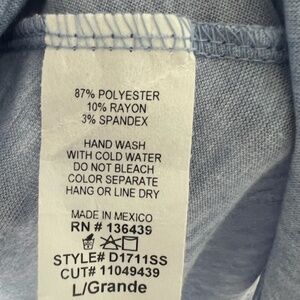 87% POLYESTER
10% RAYON
3% SPANDEX
HAND WASH
WITH COLD WATER
DO NOT BLEACH
COLOR SEPARATE
HANG OR LINE DRY
MADE IN MEXICO
RN # 136439
STYLE# D1711SS
CUT# 11049439
L/Grande